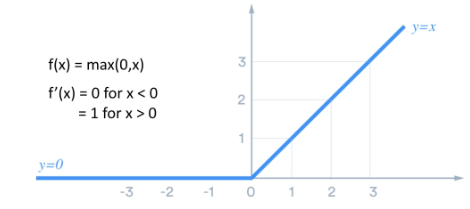 y=x
f(x) = max(0,x)
f'(x) = 0 for x < 0
= 1 for x > 0
3
2
1
y=0
-3 -2 -1 0 1 2 3